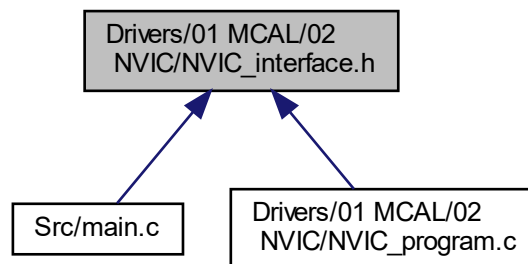 Drivers/01 MCAL/02
NVIC/NVIC_interface.h
Src/main.c
Drivers/01 MCAL/02
NVIC/NVIC_program.c